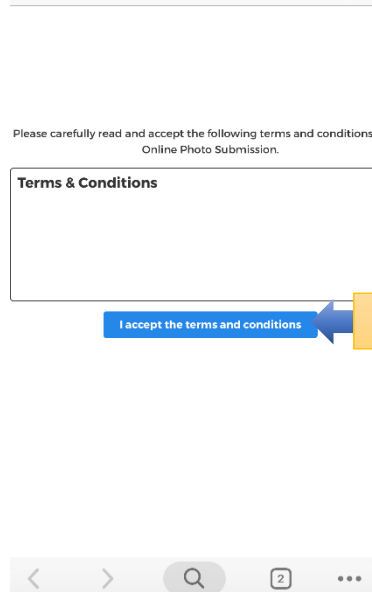 Please carefully read and accept the following terms and conditions
Online Photo Submission.
Terms & Conditions
I accept the terms and conditions
2